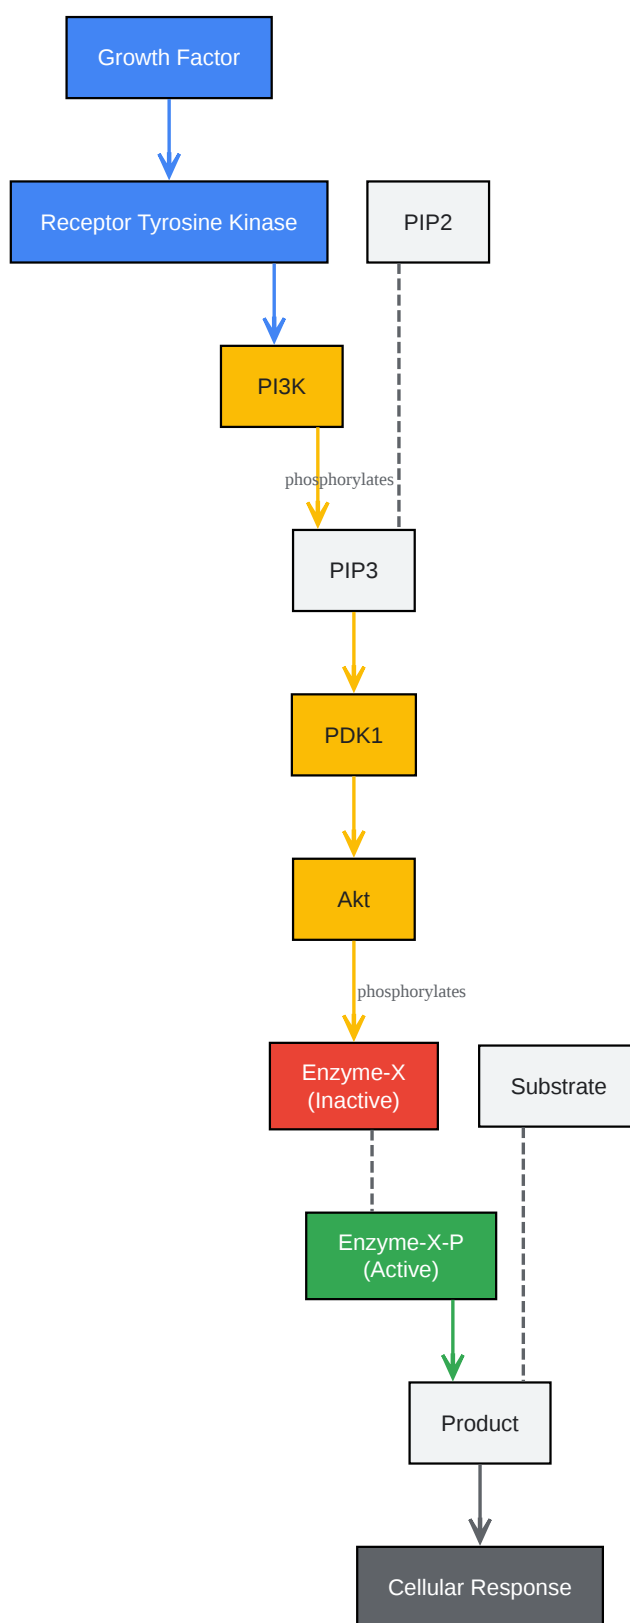 Growth Factor
Receptor Tyrosine Kinase
PIP2
PI3K
phosphorylates
PIP3
PDK1
Akt
phosphorylates
Enzyme-X
(Inactive)
Substrate
Enzyme-X-P
(Active)
Product
Cellular Response